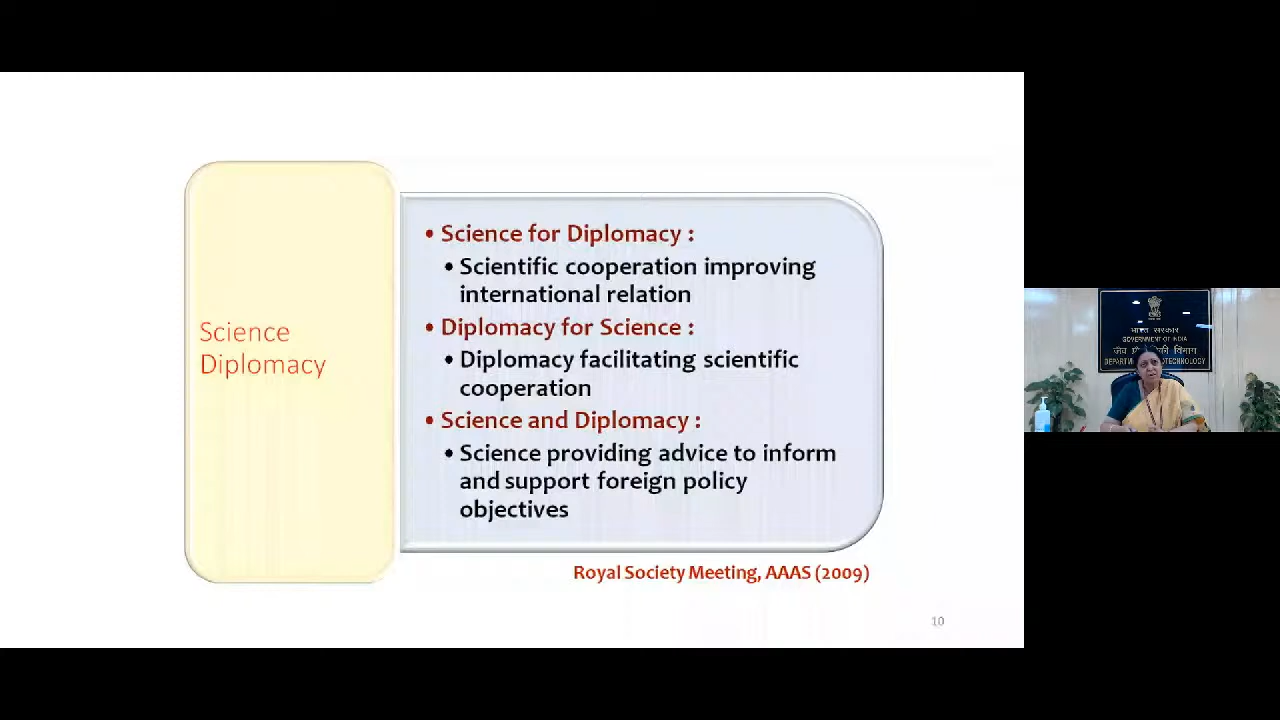 Science
Diplomacy
• Science for Diplomacy :
• Scientific cooperation improving
international relation
• Diplomacy for Science :
• Diplomacy facilitating scientific
cooperation
• Science and Diplomacy :
• Science providing advice to inform
and support foreign policy
objectives
Royal Society Meeting, AAAS (2009)
10
भारत सरकार
GOVERNMENT OF INDIA
विभाग